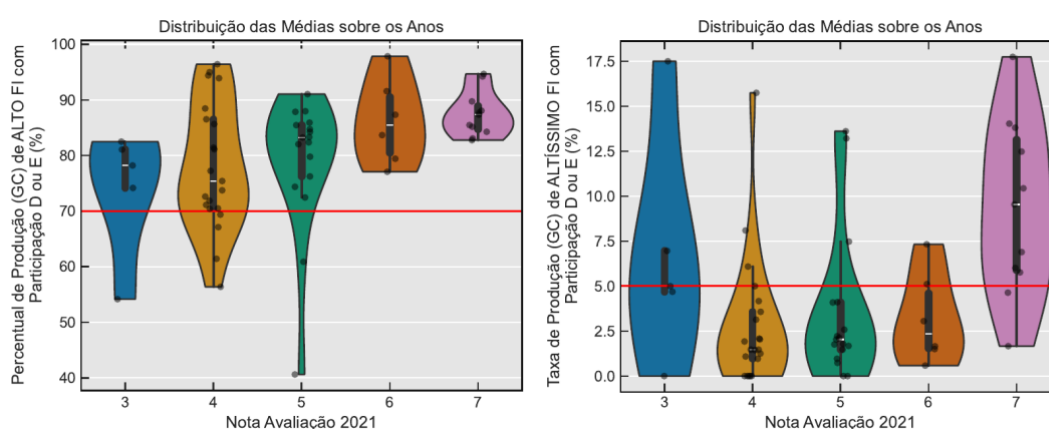 Distribuição das Médias sobre os Anos
Percentual de Produção (GC) de ALTO FI com
Participação D ou E (%)
100
90
80
70
60
50
40
3 4 5 6 7
Nota Avaliação 2021
Distribuição das Médias sobre os Anos
Taxa de Produção (GC) de ALTÍSSIMO FI com
Participação D ou E (%)
17.5
15.0
12.5
10.0
7.5
5.0
2.5
0.0
3 4 5 6 7
Nota Avaliação 2021